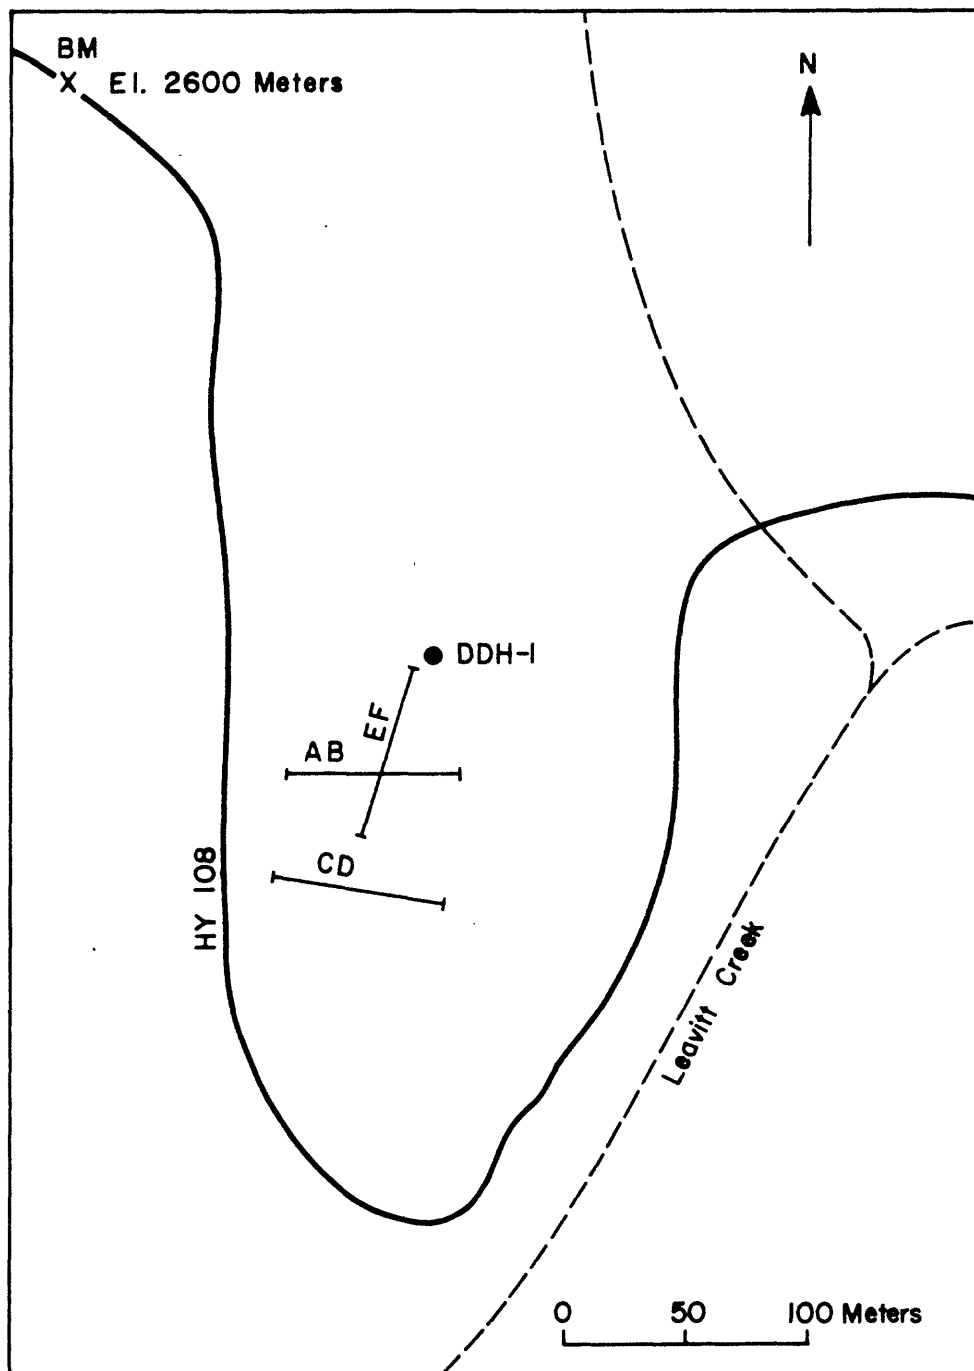 BM
X El. 2600 Meters
N
DDH-1
EF
AB
CD
HY 108
Leavitt Creek
0 50 100 Meters